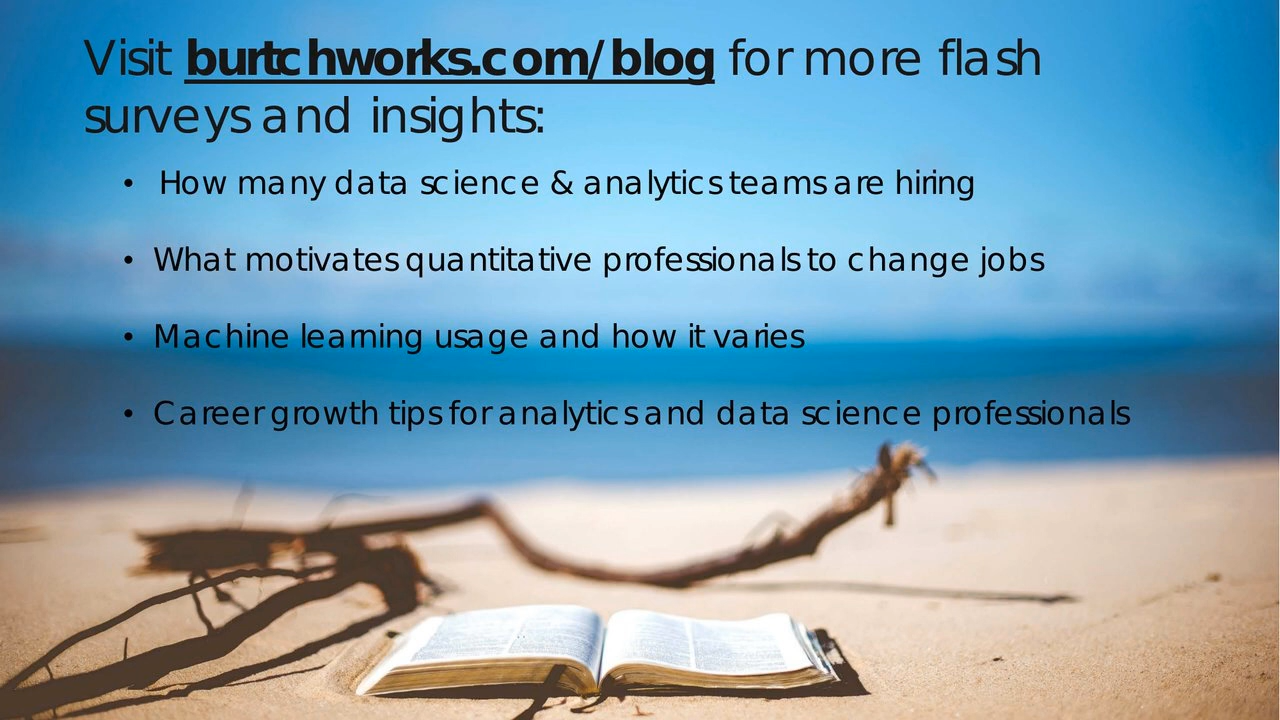 Visit burtchworks.com/blog for more flash
surveys and insights:
• How many data science & analytics teams are hiring
• What motivates quantitative professionals to change jobs
• Machine learning usage and how it varies
• Career growth tips for analytics and data science professionals